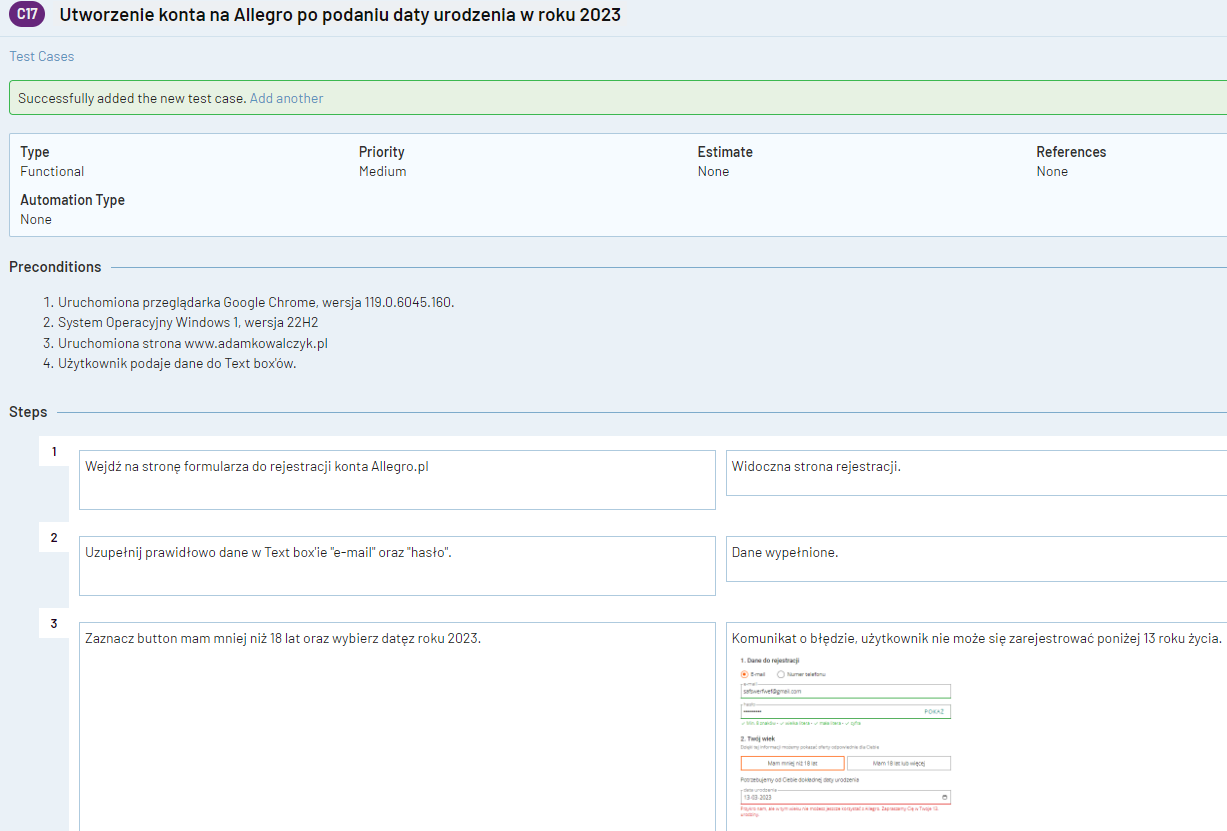 C17 Utworzenie konta na Allegro po podaniu daty urodzenia w roku 2023
Test Cases
Successfully added the new test case. Add another
Type Priority Estimate References
Functional Medium None None
Automation Type
None
Preconditions
1. Uruchomiona przeglądarka Google Chrome, wersja 119.0.6045.160.
2. System Operacyjny Windows 1, wersja 22H2
3. Uruchomiona strona www.adamkowalczyk.pl
4. Użytkownik podaje dane do Text box'ów.
Steps
1
Wejdź na stronę formularza do rejestracji konta Allegro.pl
Widoczna strona rejestracji.
2
Uzupełnij prawidłowo dane w Text box'ie "e-mail" oraz "hasło".
Dane wypełnione.
3
Zaznacz button mam mniej niż 18 lat oraz wybierz datęz roku 2023.
Komunikat o błędzie, użytkownik nie może się zarejestrować poniżej 13 roku życia.
1. Dane do rejestracji
E-mail Numer telefonu
e-mail
hasło
POKAŻ
2. Twój wiek
Mam mniej niż 18 lat Mam 18 lat lub więcej
Potrzebujemy od Ciebie dokładnej daty urodzenia
data urodzenia
13-03-2023